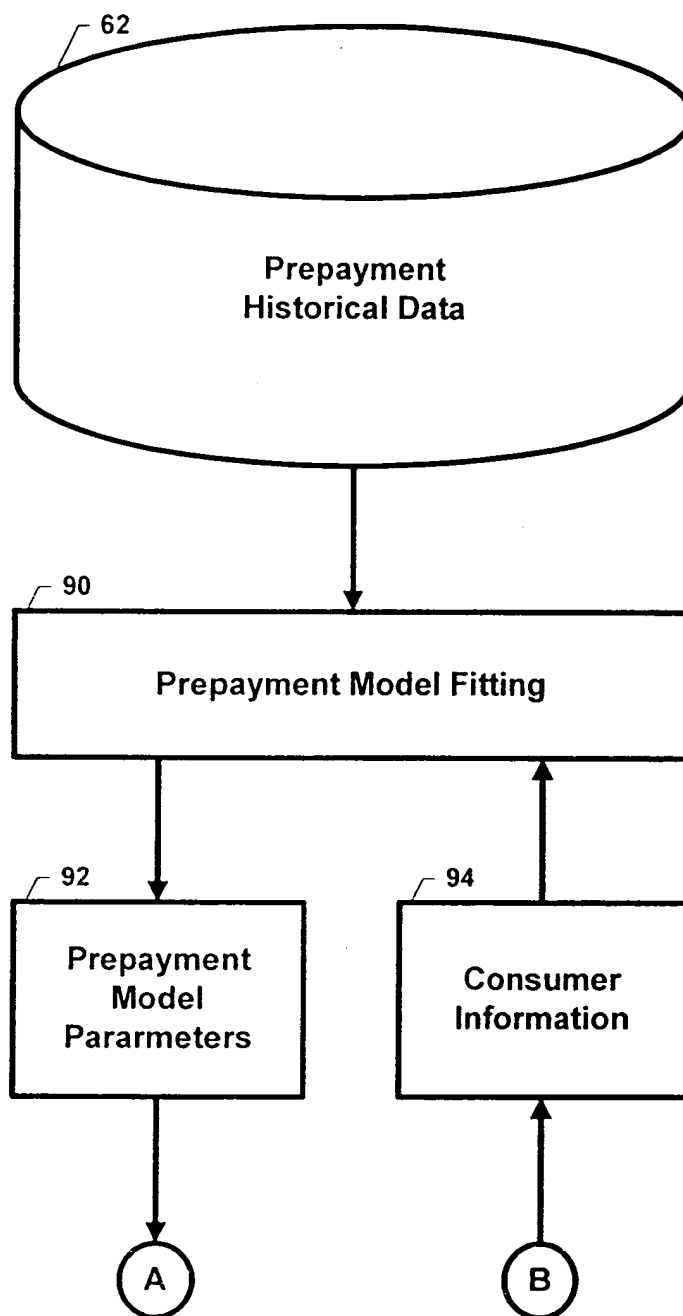 62
Prepayment
Historical Data
90
Prepayment Model Fitting
92
Prepayment
Model
Pararmeters
94
Consumer
Information
A
B